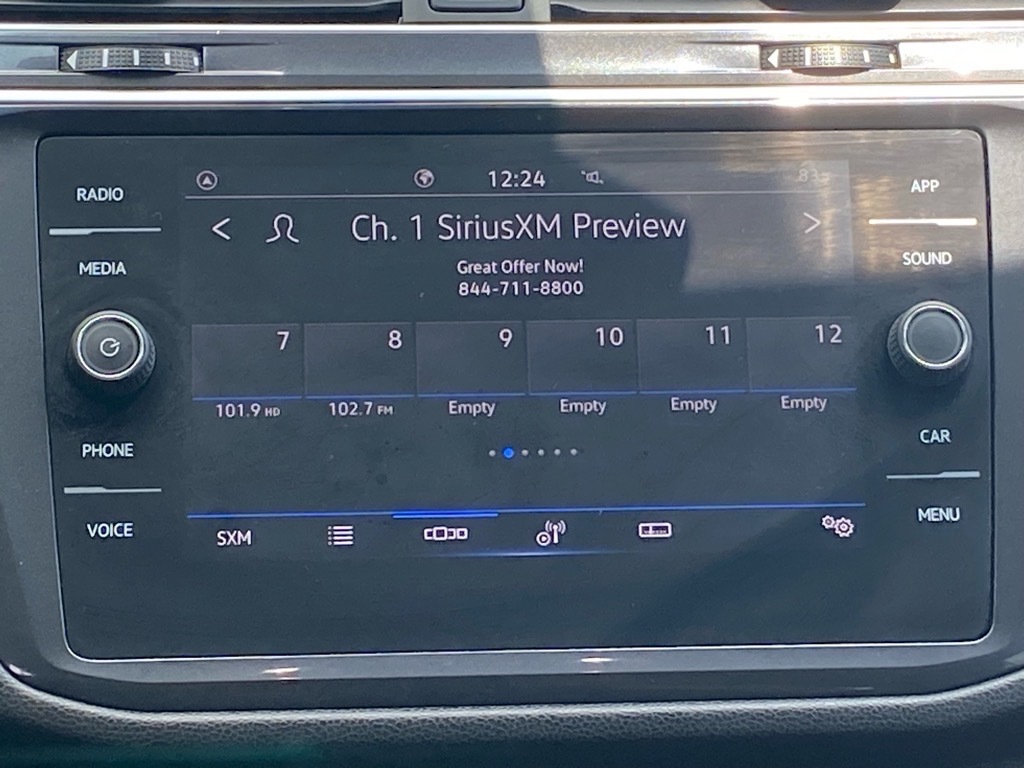 12:24
RADIO
APP
Ch. 1 SiriusXM Preview
MEDIA
SOUND
Great Offer Now!
844-711-8800
7 8 9 10 11 12
101.9 HD 102.7 FM Empty Empty Empty Empty
PHONE
CAR
VOICE
MENU
SXM